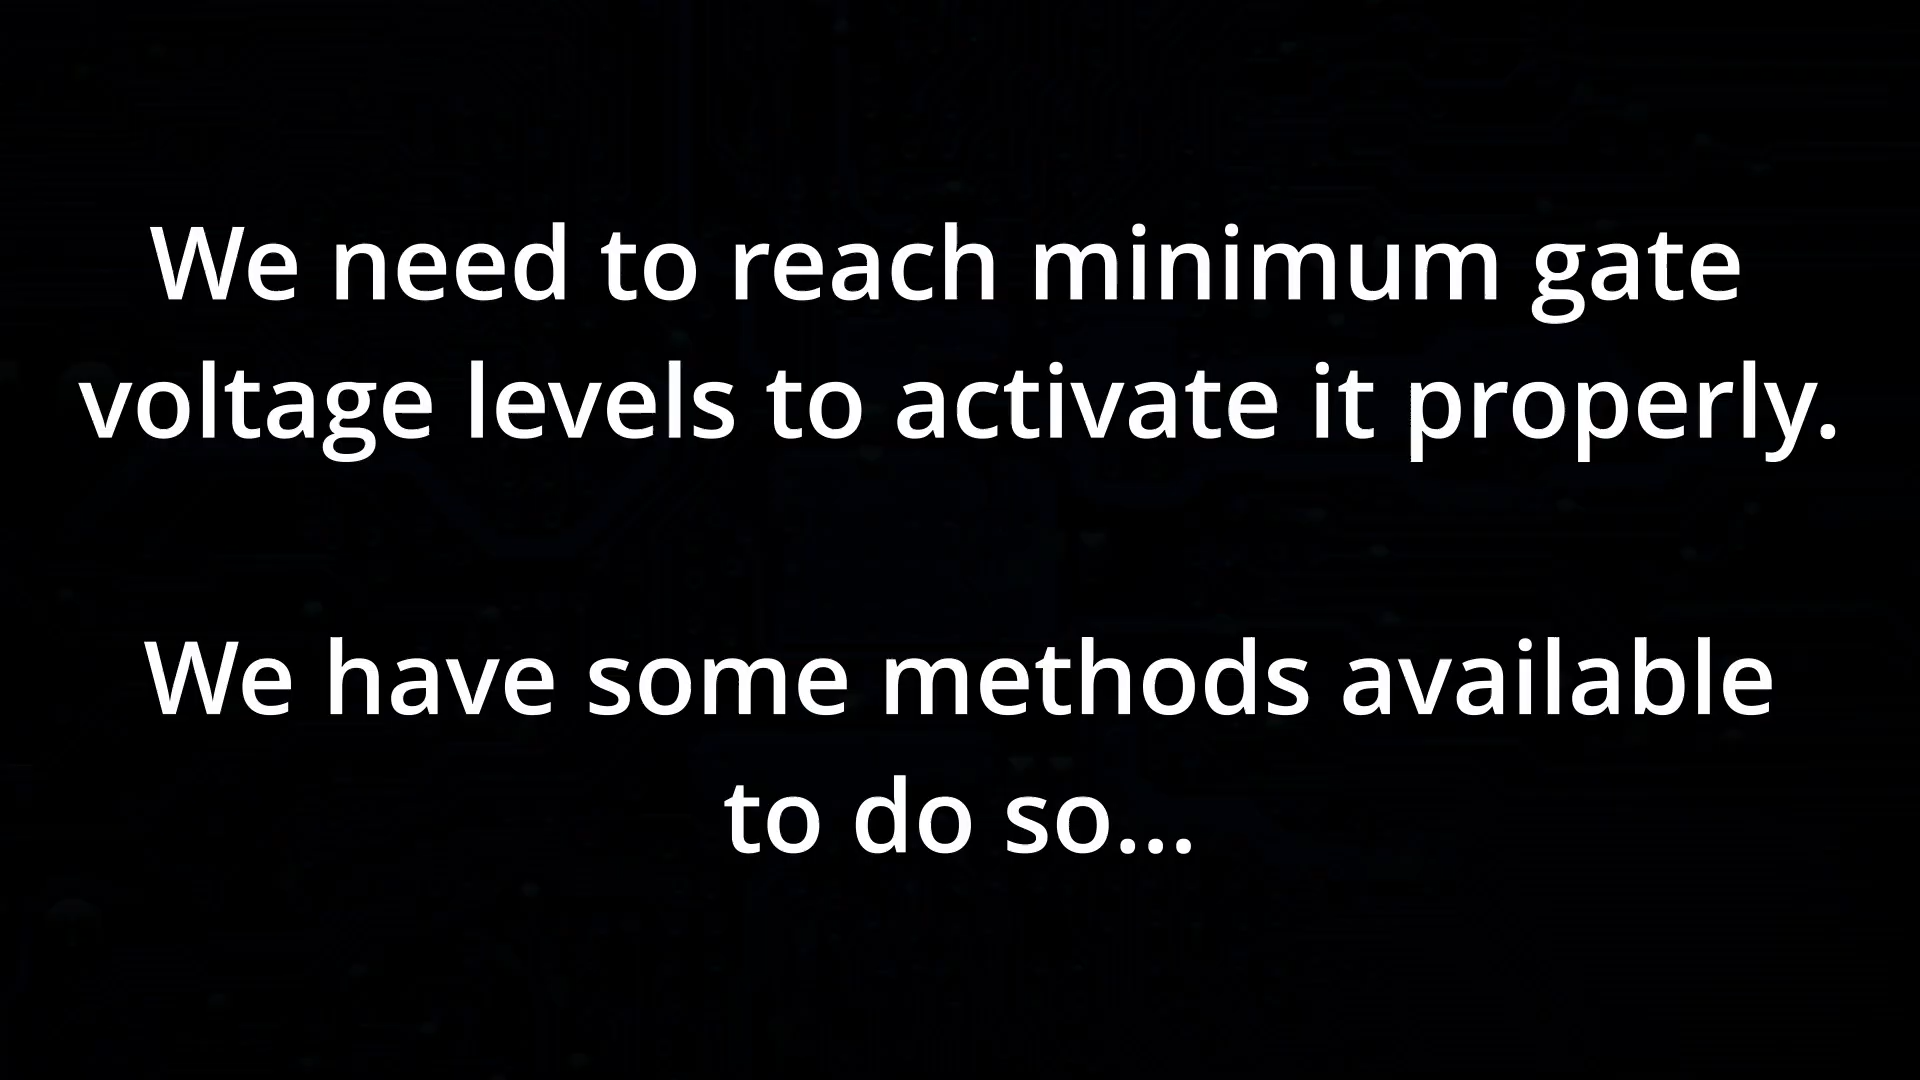 We need to reach minimum gate
voltage levels to activate it properly.
We have some methods available
to do so...